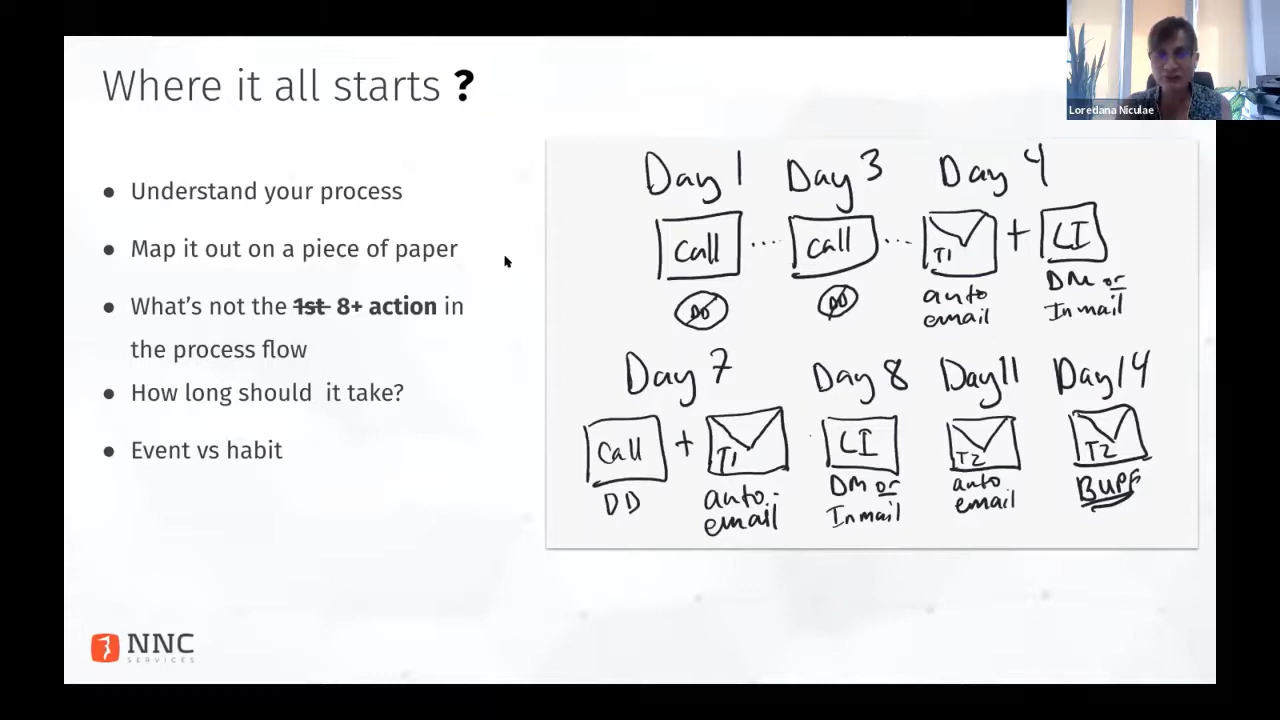 Where it all starts ?
Loredana Niculae
● Understand your process
● Map it out on a piece of paper
● What’s not the 1st 8+ action in
the process flow
● How long should it take?
● Event vs habit
Day 1 Day 3 Day 4
Call ... call ... T1 + LI
DD DD auto DM or
email Inmail
Day 7 Day 8 Day 11 Day 14
Call + T1 LI T2 T2
DD auto- DM or auto BUPE
email Inmail email
NNC
SERVICES